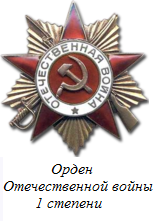 ОТЕЧЕСТВЕННАЯ ВОЙНА
Орден
Отечественной войны
1 степени